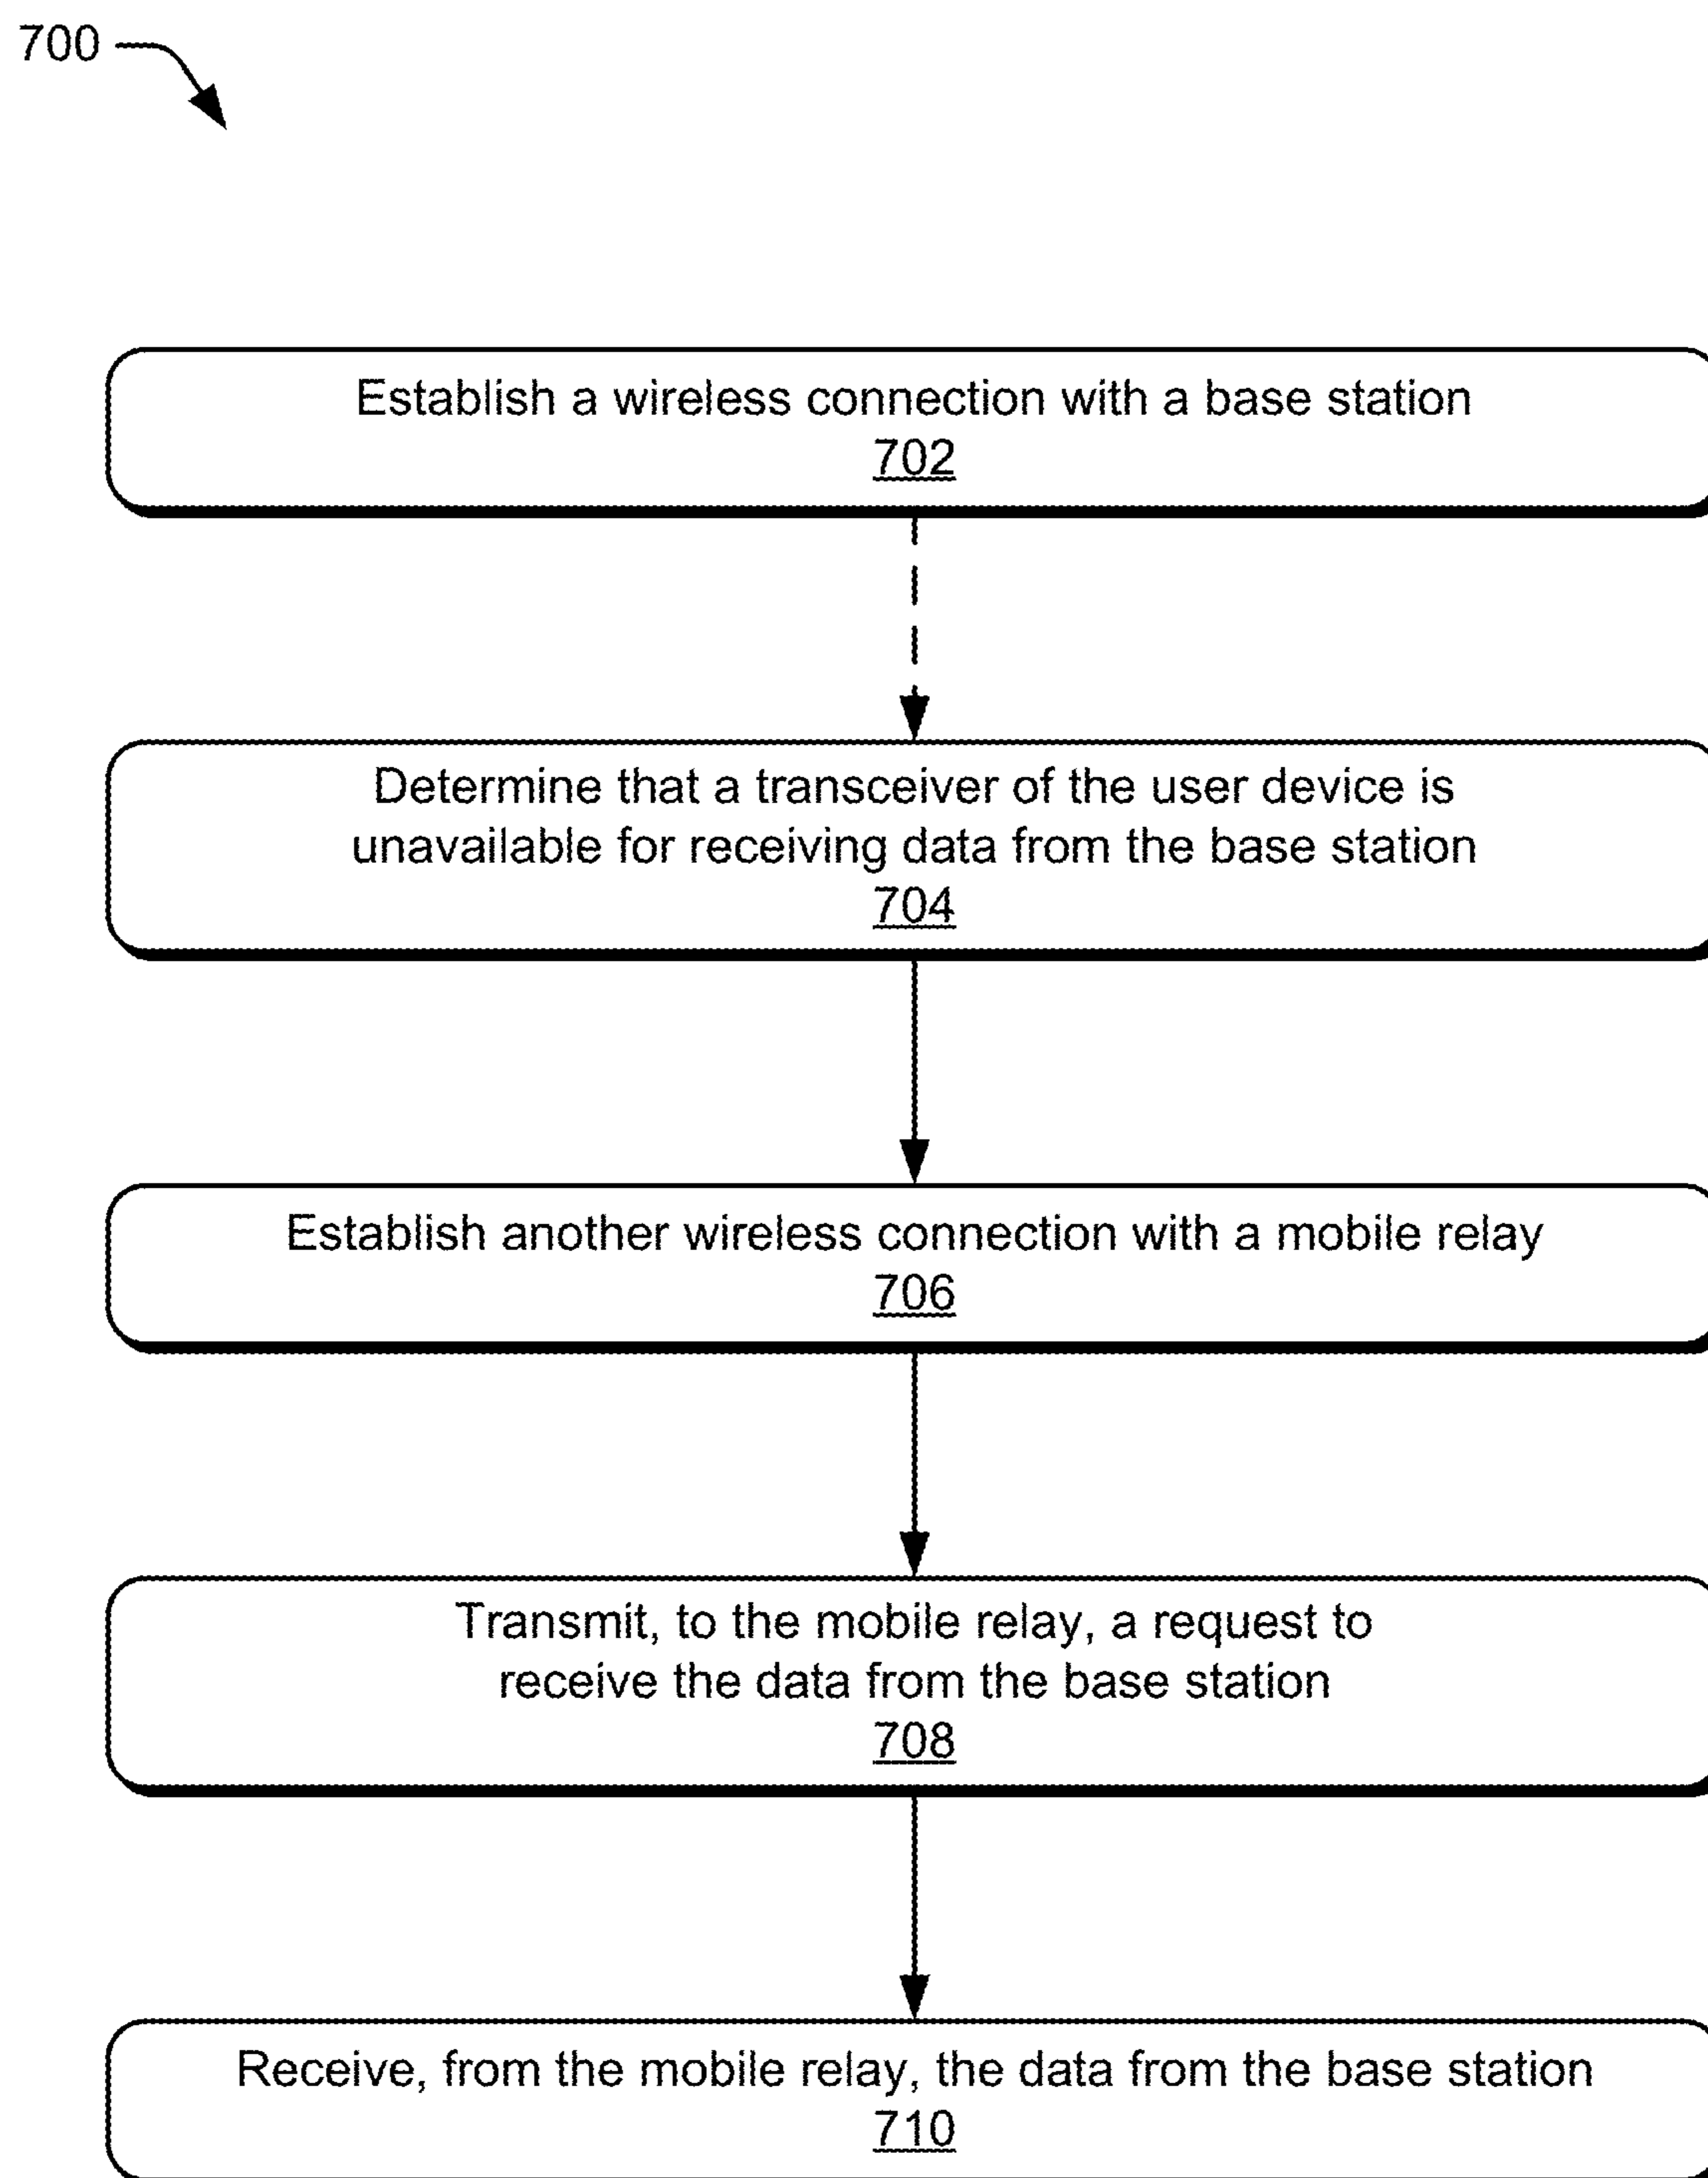 700
Establish a wireless connection with a base station
702
Determine that a transceiver of the user device is
unavailable for receiving data from the base station
704
Establish another wireless connection with a mobile relay
706
Transmit, to the mobile relay, a request to
receive the data from the base station
708
Receive, from the mobile relay, the data from the base station
710